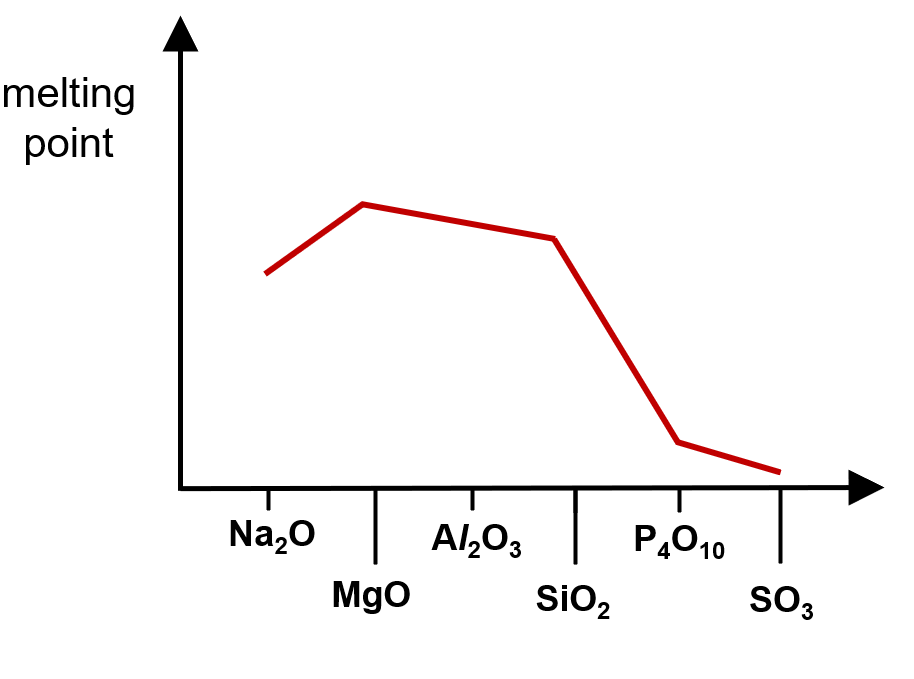 melting
point
Na₂O
Al₂O₃
P₄O₁₀
MgO
SiO₂
SO₃